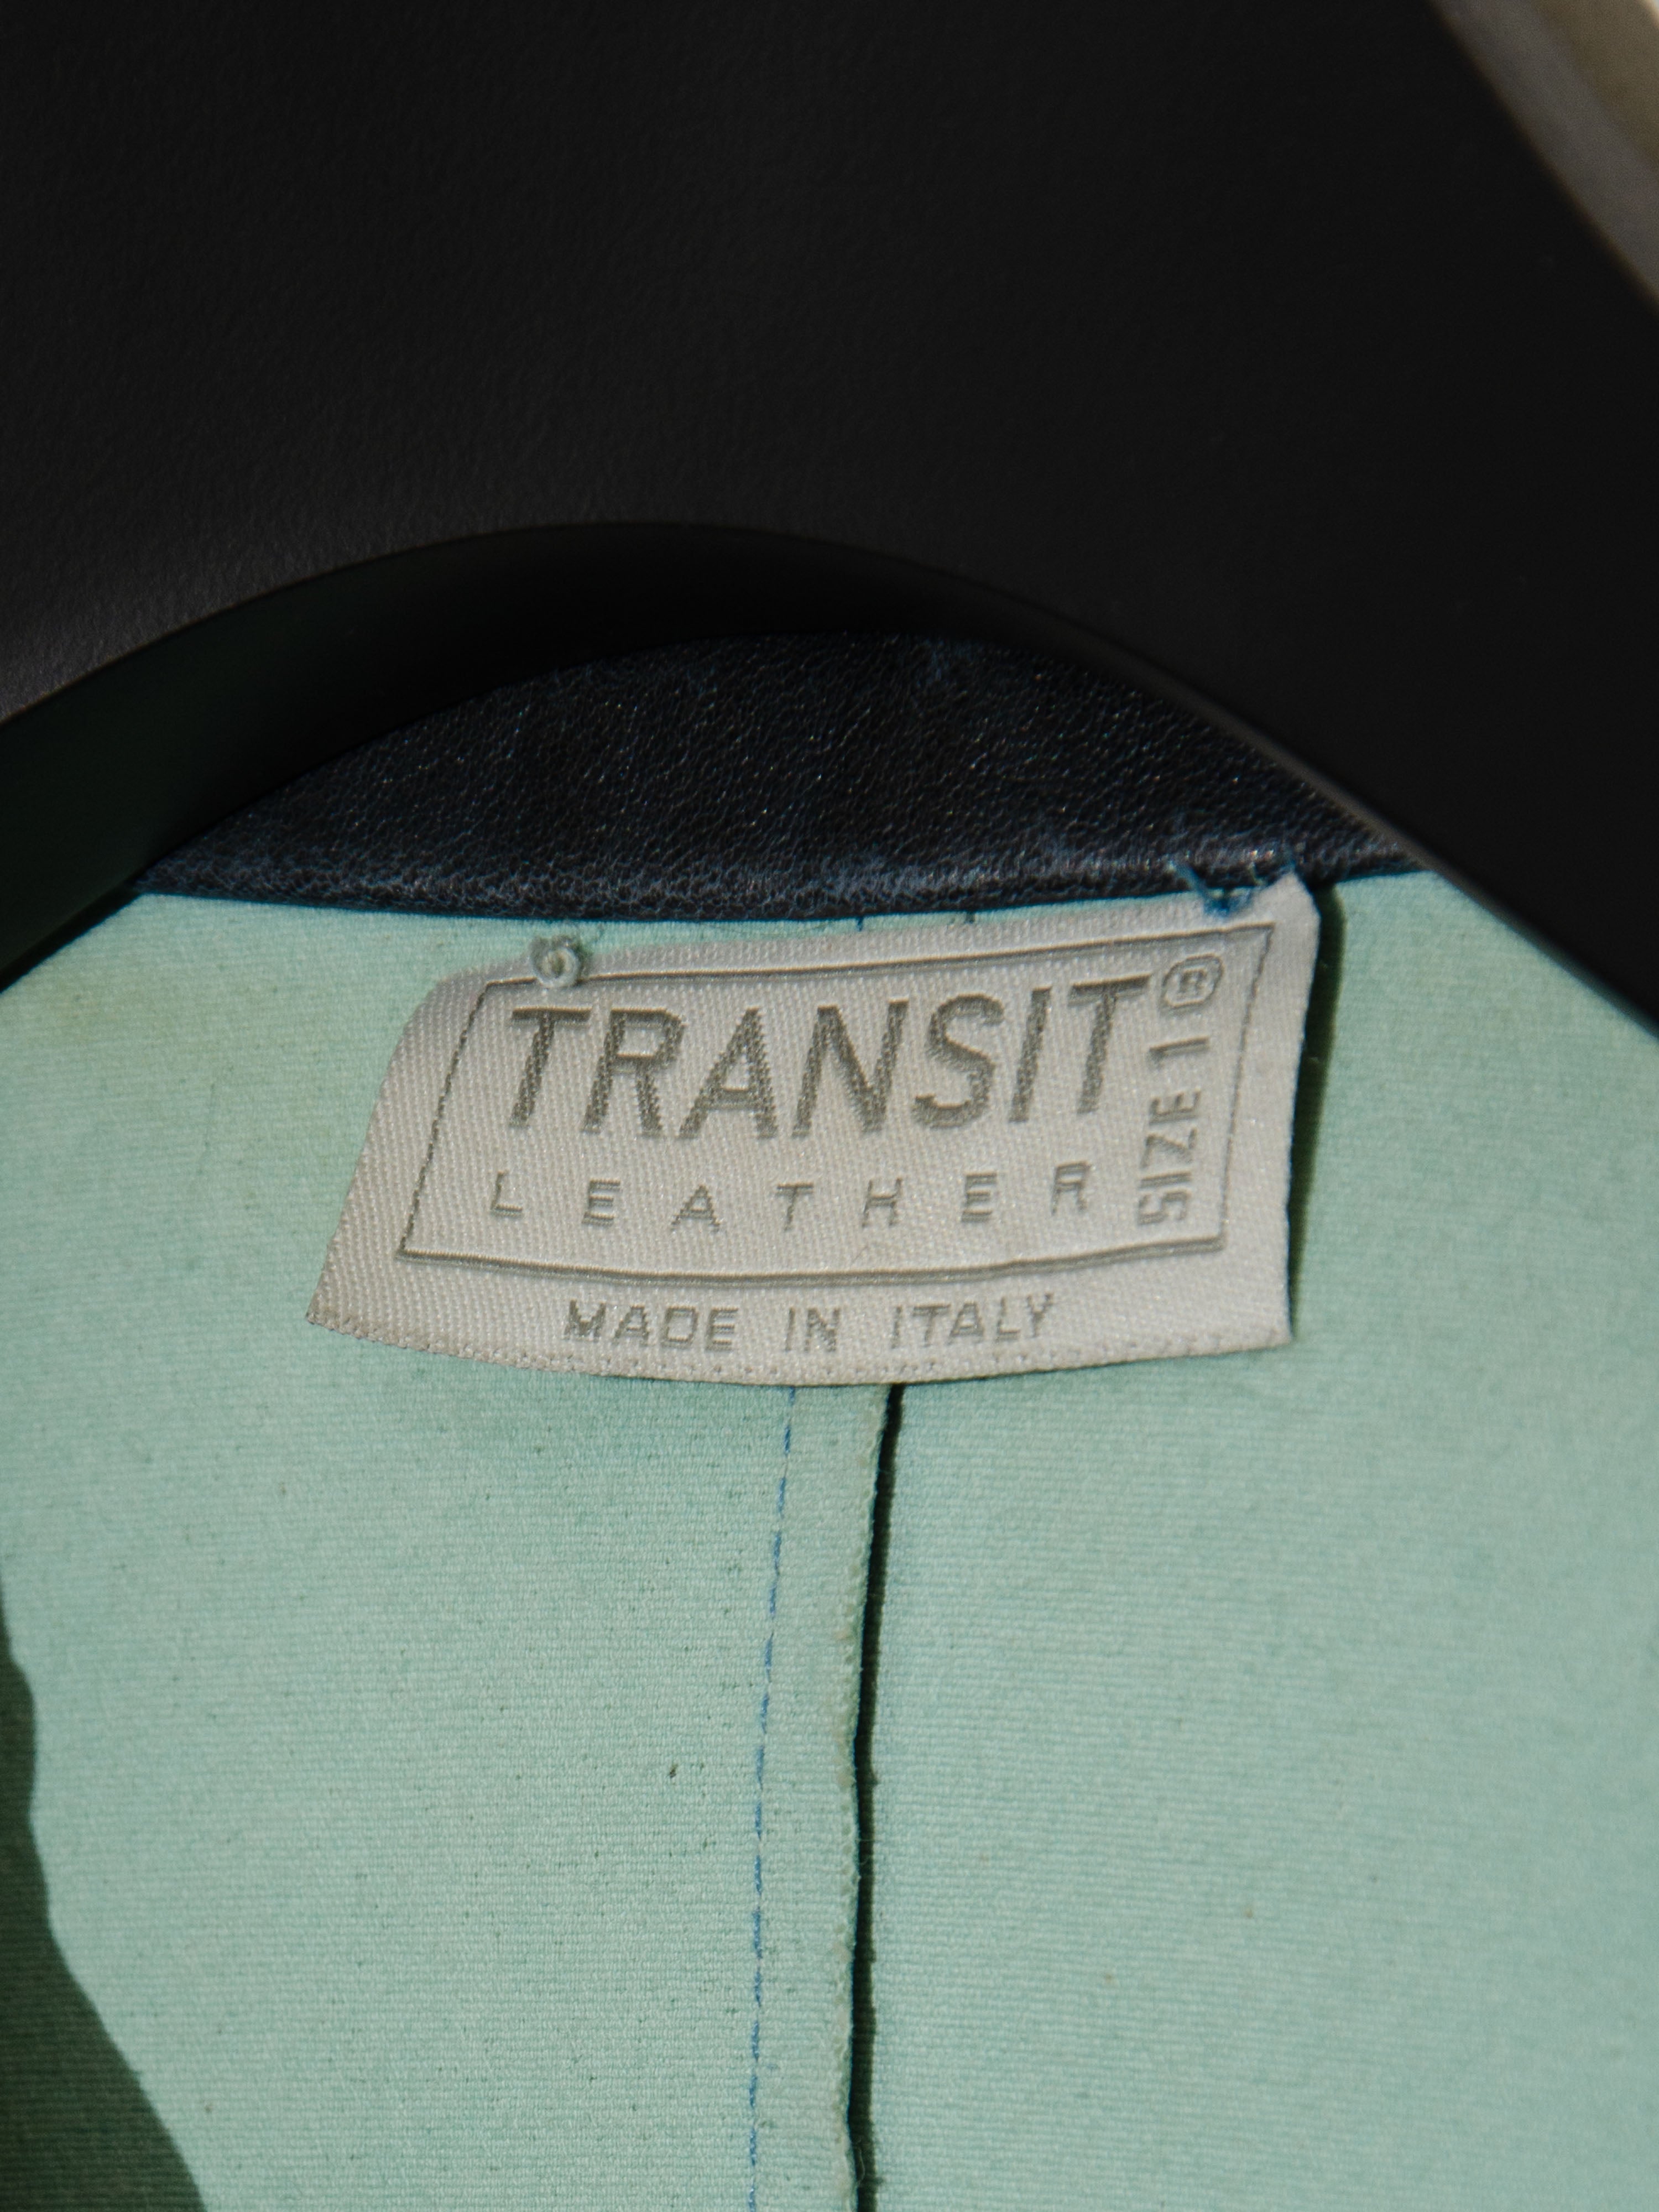 TRANSIT®
LEATHER
SIZE 1
MADE IN ITALY